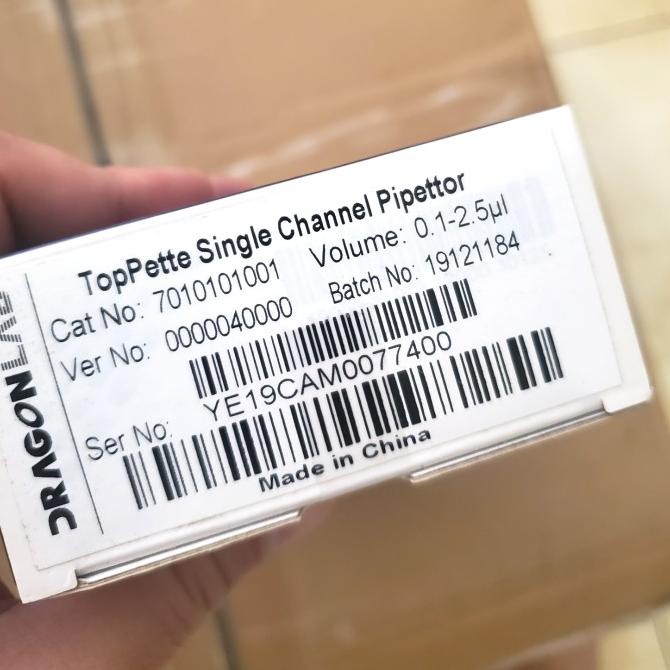 TopPette Single Channel Pipettor
Cat No: 7010101001 Volume: 0.1-2.5µl
Ver No: 0000040000 Batch No: 19121184
Ser No: YE19CAM0077400
Made in China
DRAGONLAB